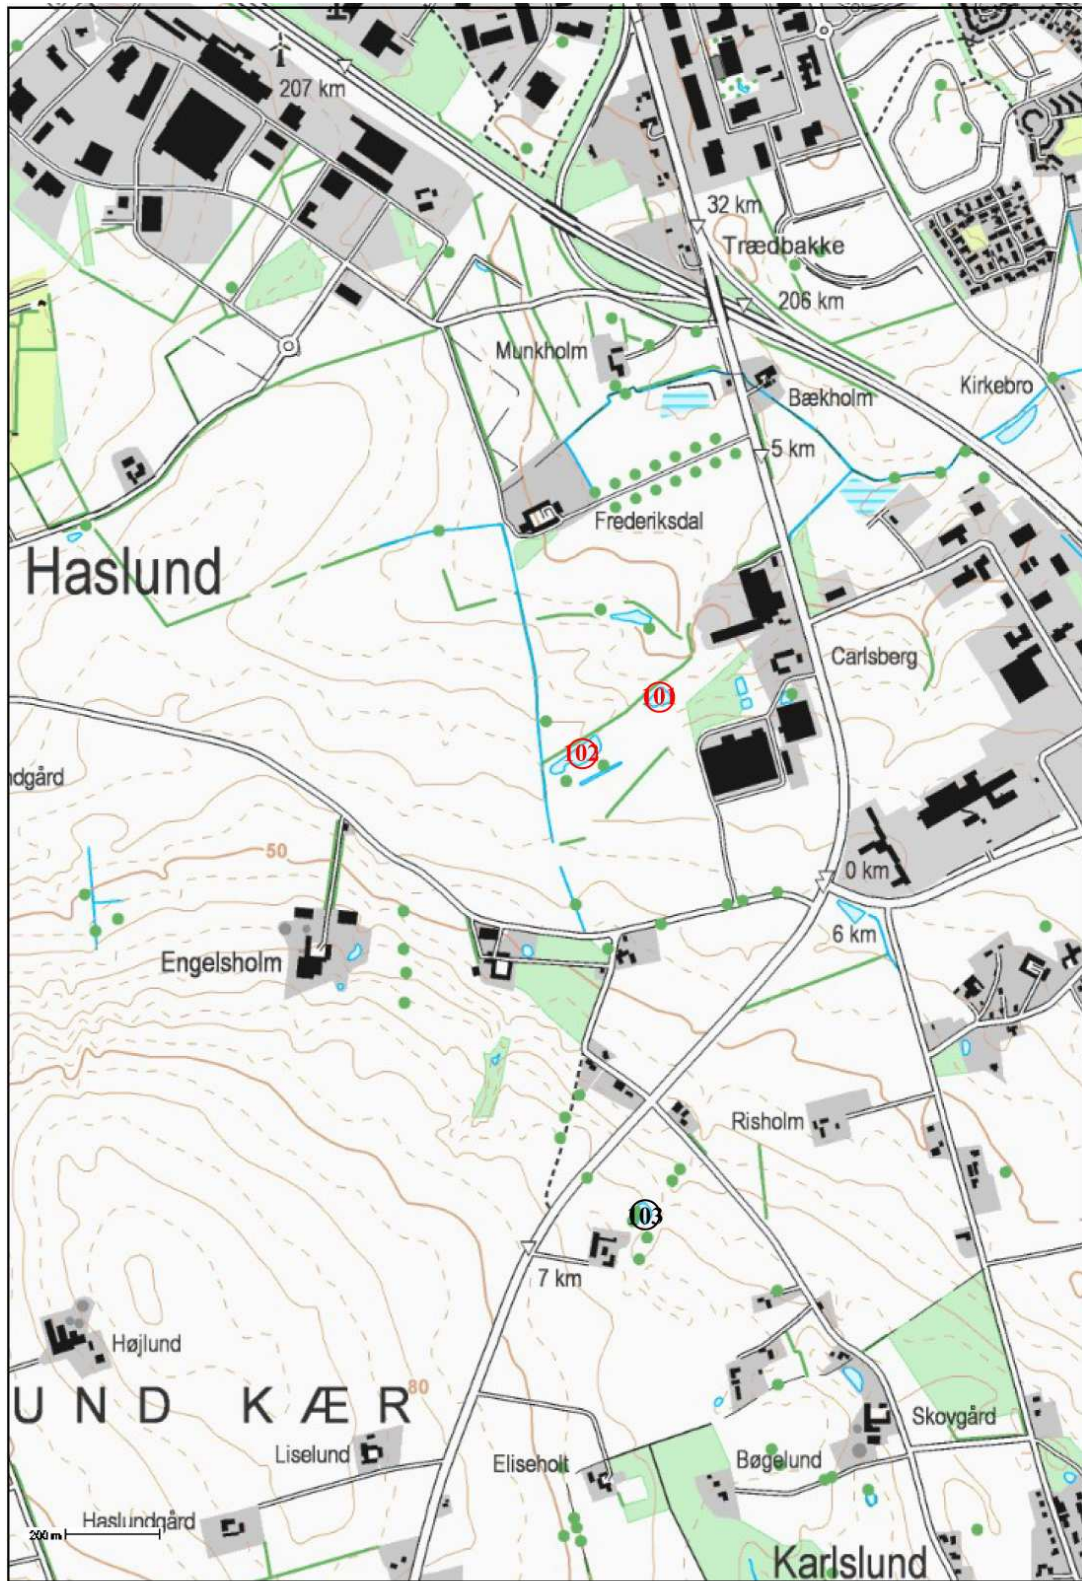 207 km
32 km
Trædbakke
206 km
Munkholm
Bækholm
Kirkebro
5 km
Frederiksdal
Haslund
Carlsberg
101
102
ndgård
50
0 km
6 km
Engelsholm
Risholm
103
7 km
Højlund
80
UND KÆR
Skovgård
Liselund
Eliseholt
Bøgelund
Haslundgård
200 m
Karlslund